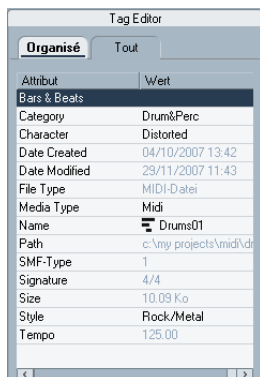 Tag Editor
Organisé Tout
Attribut Wert
Bars & Beats
Category Drum&Perc
Character Distorted
Date Created 04/10/2007 13:42
Date Modified 29/11/2007 11:43
File Type MIDI-Datei
Media Type Midi
Name Drums01
Path c:\my projects\midi\dr
SMF-Type 1
Signature 4/4
Size 10.09 Ko
Style Rock/Metal
Tempo 125.00